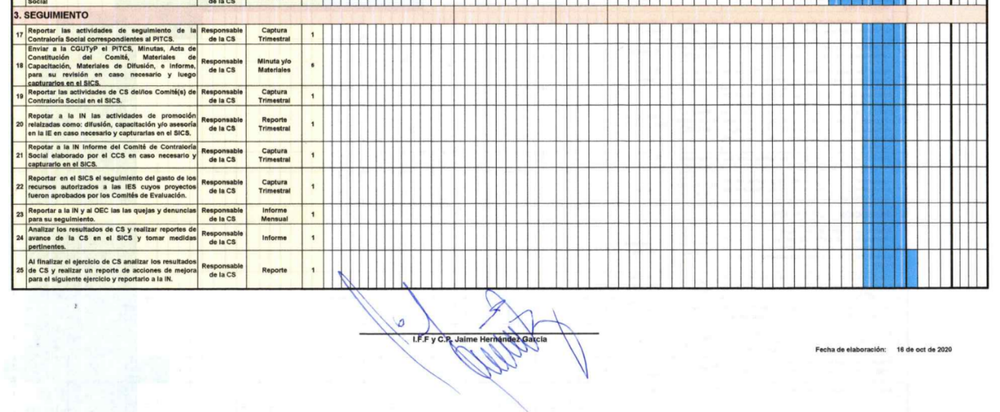 Social de la CS
3. SEGUIMIENTO
17 Reportar las actividades de seguimiento de la Responsable Captura 1
Contraloría Social correspondientes al PITCS. de la CS Trimestral
Enviar a la CGUTyP el PITCS, Minutas, Acta de
Constitución del Comité, Materiales de
18 Capacitación, Materiales de Difusión, e Informe, Responsable Minuta y/o 6
para su revisión en caso necesario y luego de la CS Materiales
capturarlos en el SICS.
19 Reportar las actividades de CS del/los Comité(s) de Responsable Captura 1
Contraloría Social en el SICS. de la CS Trimestral
Repotar a la IN las actividades de promoción
20 relaizadas como: difusión, capacitación y/o asesoría Responsable Reporte 1
en la IE en caso necesario y capturarlas en el SICS. de la CS Trimestral
Repotar a la IN Informe del Comité de Contraloría
21 Social elaborado por el CCS en caso necesario y Responsable Captura 1
capturarlo en el SICS. de la CS Trimestral
Reportar en el SICS el seguimiento del gasto de los
22 recursos autorizados a las IES cuyos proyectos Responsable Captura 1
fueron aprobados por los Comités de Evaluación. de la CS Trimestral
23 Reportar a la IN y al OEC las las quejas y denuncias Responsable Informe 1
para su seguimiento. de la CS Mensual
Analizar los resultados de CS y realizar reportes de
24 avance de la CS en el SICS y tomar medidas Responsable Informe 1
pertinentes. de la CS
Al finalizar el ejercicio de CS analizar los resultados
25 de CS y realizar un reporte de acciones de mejora Responsable Reporte 1
para el siguiente ejercicio y reportarlo a la IN. de la CS
I.F.F y C.P. Jaime Hernández García
Fecha de elaboración: 16 de oct de 2020